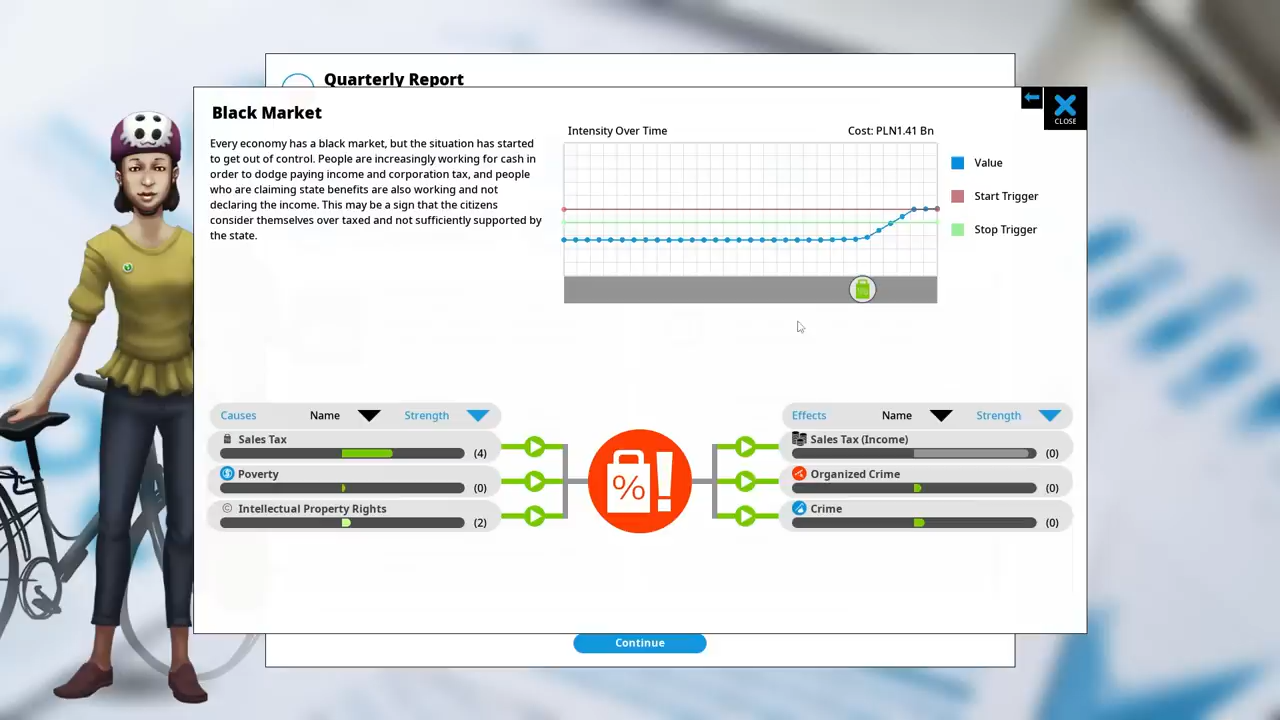 Quarterly Report
Black Market
CLOSE
Every economy has a black market, but the situation has started
to get out of control. People are increasingly working for cash in
order to dodge paying income and corporation tax, and people
who are claiming state benefits are also working and not
declaring the income. This may be a sign that the citizens
consider themselves over taxed and not sufficiently supported by
the state.
Intensity Over Time
Cost: PLN1.41 Bn
Value
Start Trigger
Stop Trigger
Causes Name Strength
Sales Tax
(4)
Poverty
(0)
Intellectual Property Rights
(2)
%
Effects Name Strength
Sales Tax (Income)
(0)
Organized Crime
(0)
Crime
(0)
Continue